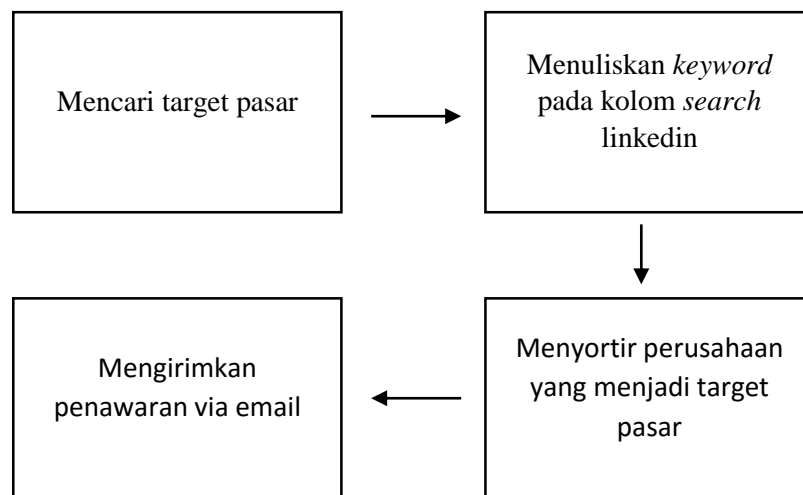 Mencari target pasar
Menuliskan keyword
pada kolom search
linkedin
Menyortir perusahaan
yang menjadi target
pasar
Mengirimkan
penawaran via email